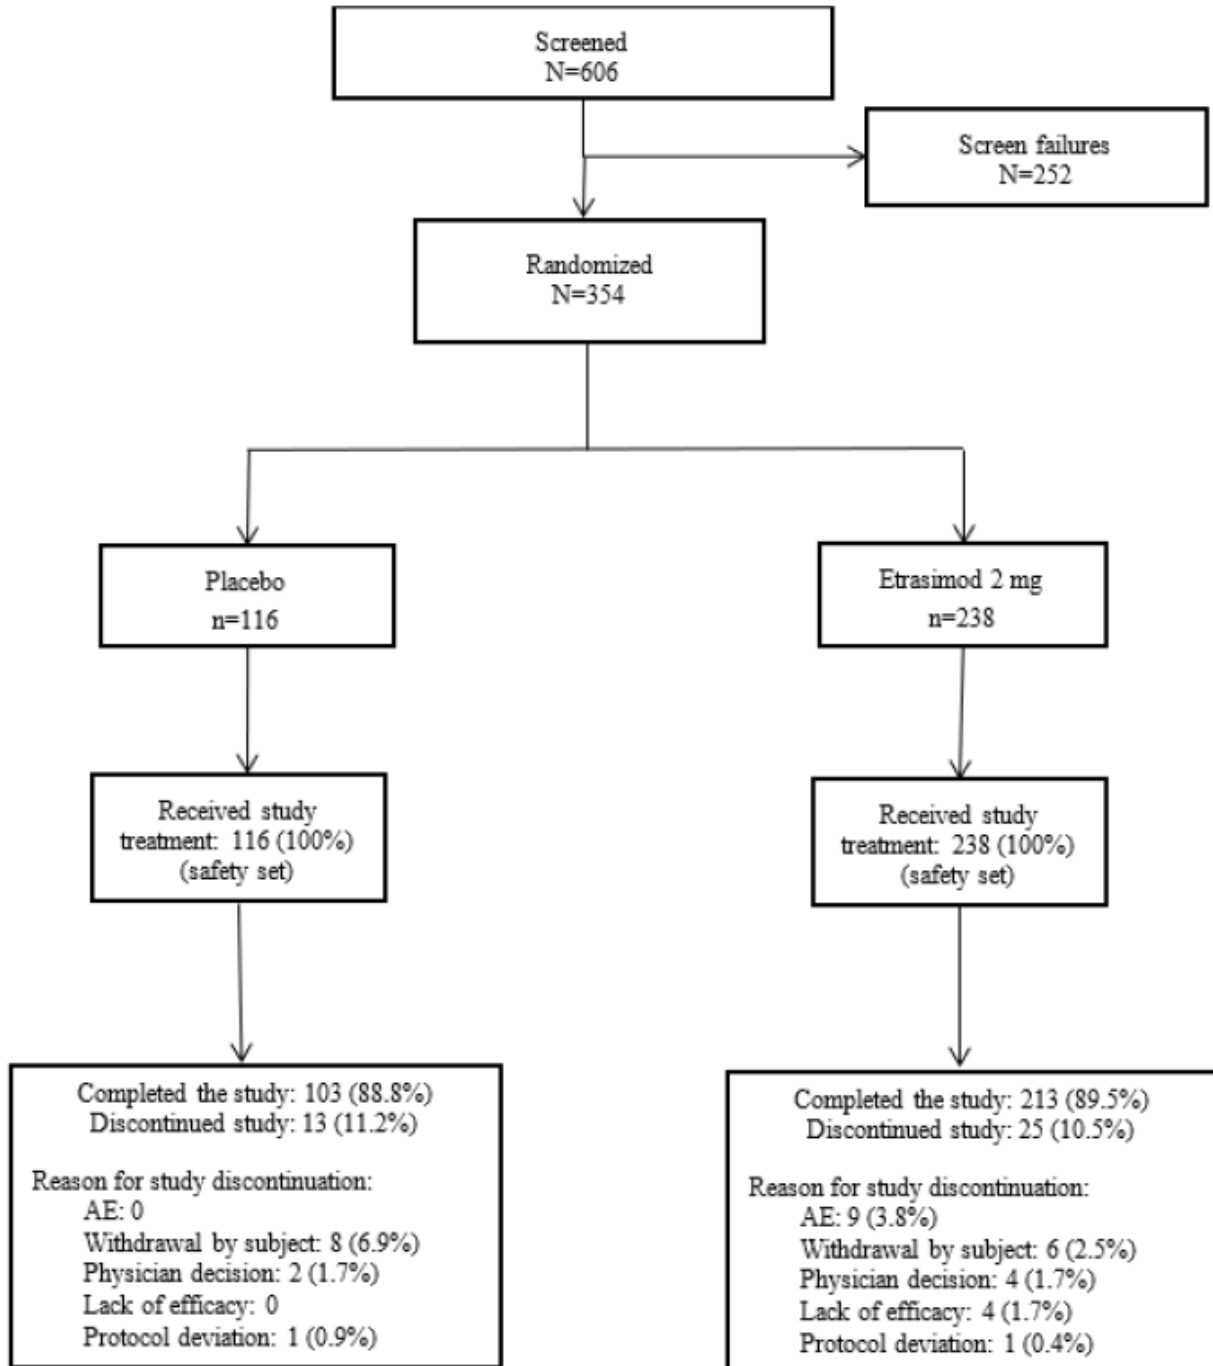 Screened
N=606
Screen failures
N=252
Randomized
N=354
Placebo
n=116
Etrasimod 2 mg
n=238
Received study
treatment: 116 (100%)
(safety set)
Received study
treatment: 238 (100%)
(safety set)
Completed the study: 103 (88.8%)
Discontinued study: 13 (11.2%)
Reason for study discontinuation:
AE: 0
Withdrawal by subject: 8 (6.9%)
Physician decision: 2 (1.7%)
Lack of efficacy: 0
Protocol deviation: 1 (0.9%)
Completed the study: 213 (89.5%)
Discontinued study: 25 (10.5%)
Reason for study discontinuation:
AE: 9 (3.8%)
Withdrawal by subject: 6 (2.5%)
Physician decision: 4 (1.7%)
Lack of efficacy: 4 (1.7%)
Protocol deviation: 1 (0.4%)